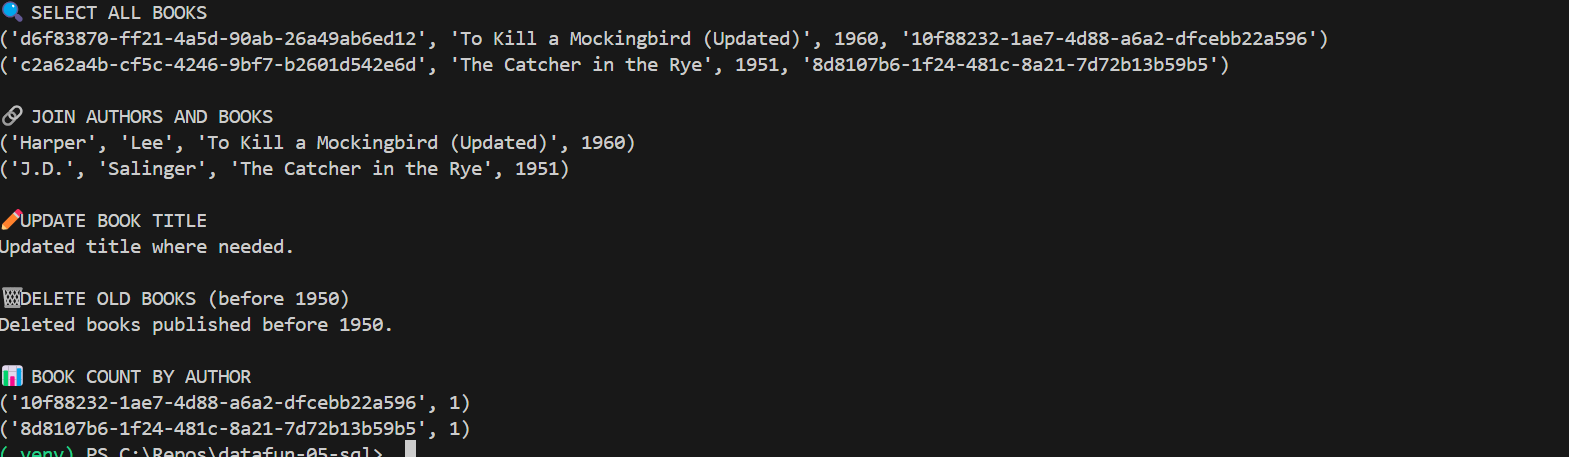 🔍 SELECT ALL BOOKS
('d6f83870-ff21-4a5d-90ab-26a49ab6ed12', 'To Kill a Mockingbird (Updated)', 1960, '10f88232-1ae7-4d88-a6a2-dfcebb22a596')
('c2a62a4b-cf5c-4246-9bf7-b2601d542e6d', 'The Catcher in the Rye', 1951, '8d8107b6-1f24-481c-8a21-7d72b13b59b5')
🔗 JOIN AUTHORS AND BOOKS
('Harper', 'Lee', 'To Kill a Mockingbird (Updated)', 1960)
('J.D.', 'Salinger', 'The Catcher in the Rye', 1951)
✏️UPDATE BOOK TITLE
Updated title where needed.
🗑️DELETE OLD BOOKS (before 1950)
Deleted books published before 1950.
📊 BOOK COUNT BY AUTHOR
('10f88232-1ae7-4d88-a6a2-dfcebb22a596', 1)
('8d8107b6-1f24-481c-8a21-7d72b13b59b5', 1)
(.venv) PS C:\Repos\datafun-05-sql>